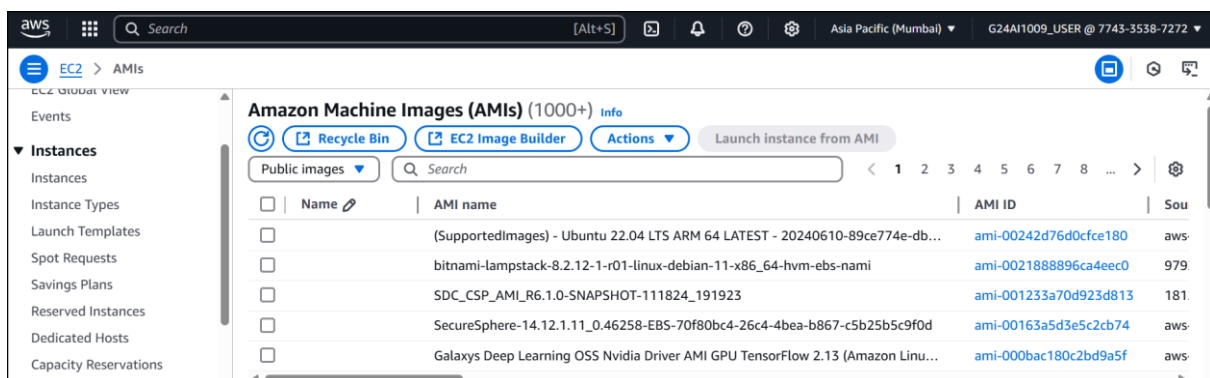 aws Search [Alt+S] Asia Pacific (Mumbai) ▼ G24AI1009_USER @ 7743-3538-7272 ▼
EC2 > AMIs
EC2 Global View
Events
▼ Instances
Instances
Instance Types
Launch Templates
Spot Requests
Savings Plans
Reserved Instances
Dedicated Hosts
Capacity Reservations
Amazon Machine Images (AMIs) (1000+) Info
Recycle Bin EC2 Image Builder Actions ▼ Launch instance from AMI
Public images ▼ Search < 1 2 3 4 5 6 7 8 ... >
Name AMI name AMI ID Sou
(SupportedImages) - Ubuntu 22.04 LTS ARM 64 LATEST - 20240610-89ce774e-db... ami-00242d76d0cfce180 aws-
bitnami-lampstack-8.2.12-1-r01-linux-debian-11-x86_64-hvm-ebs-nami ami-0021888896ca4eec0 979
SDC_CSP_AMI_R6.1.0-SNAPSHOT-111824_191923 ami-001233a70d923d813 181
SecureSphere-14.12.1.11_0.46258-EBS-70f80bc4-26c4-4bea-b867-c5b25b5c9f0d ami-00163a5d3e5c2cb74 aws-
Galaxys Deep Learning OSS Nvidia Driver AMI GPU TensorFlow 2.13 (Amazon Linu... ami-000bac180c2bd9a5f aws-